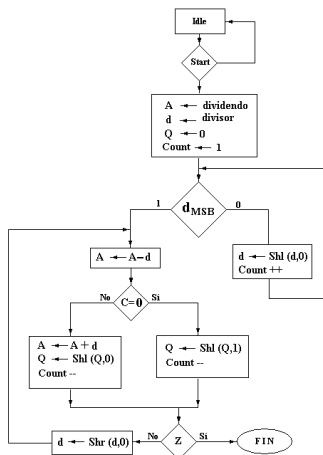 Idle
Start
A ← dividendo
d ← divisor
Q ← 0
Count ← 1
1
d MSB
0
A ← A-d
d ← Shl (d,0)
Count ++
No
C=0
Si
A ← A + d
Q ← Shl (Q,0)
Count --
Q ← Shl (Q,1)
Count --
d ← Shr (d,0)
No
Z
Si
FIN